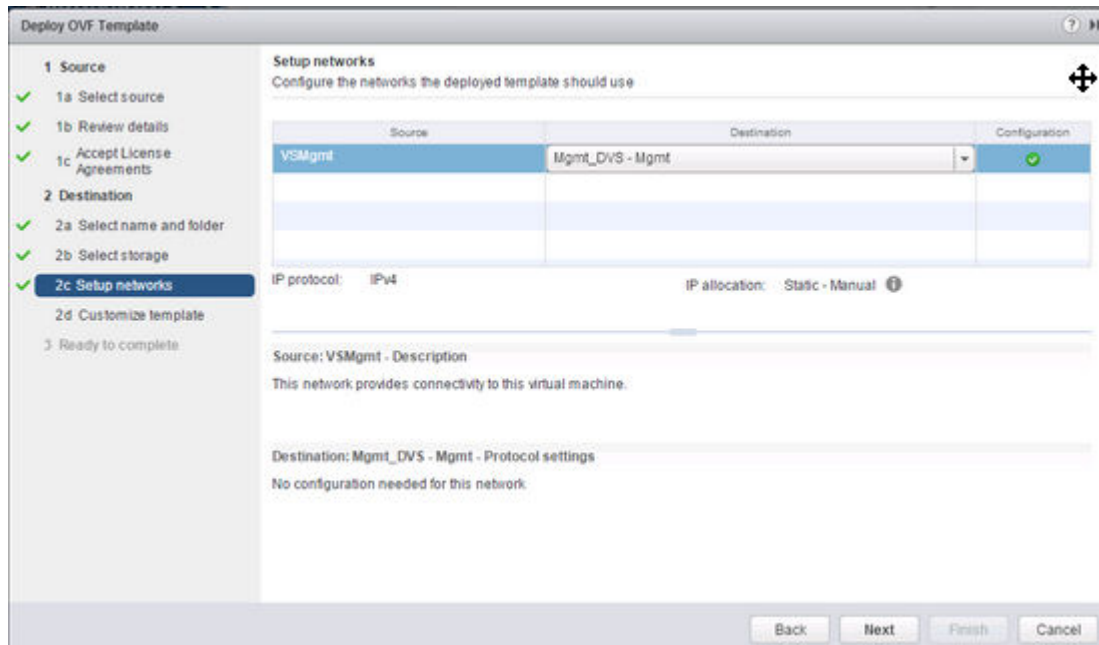 Deploy OVF Template
1 Source
1a Select source
1b Review details
1c Accept License
Agreements
2 Destination
2a Select name and folder
2b Select storage
2c Setup networks
2d Customize template
3 Ready to complete
Setup networks
Configure the networks the deployed template should use
Source Destination Configuration
VSMgmt Mgmt_DVS - Mgmt
IP protocol: IPv4 IP allocation: Static - Manual
Source: VSMgmt - Description
This network provides connectivity to this virtual machine.
Destination: Mgmt_DVS - Mgmt - Protocol settings
No configuration needed for this network
Back Next Finish Cancel